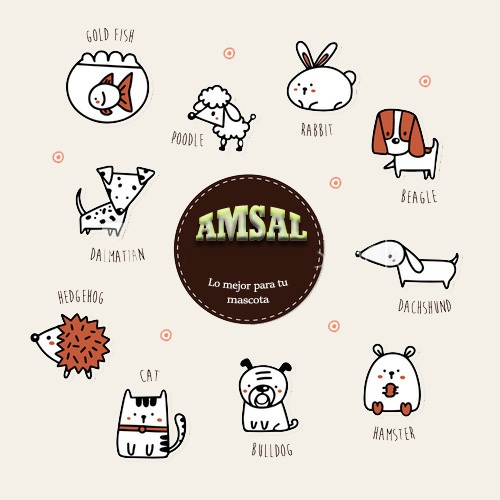 GOLD FISH
POODLE
RABBIT
BEAGLE
DALMATIAN
AMSAL
Lo mejor para tu
mascota
DACHSHUND
HEDGEHOG
CAT
BULLDOG
HAMSTER